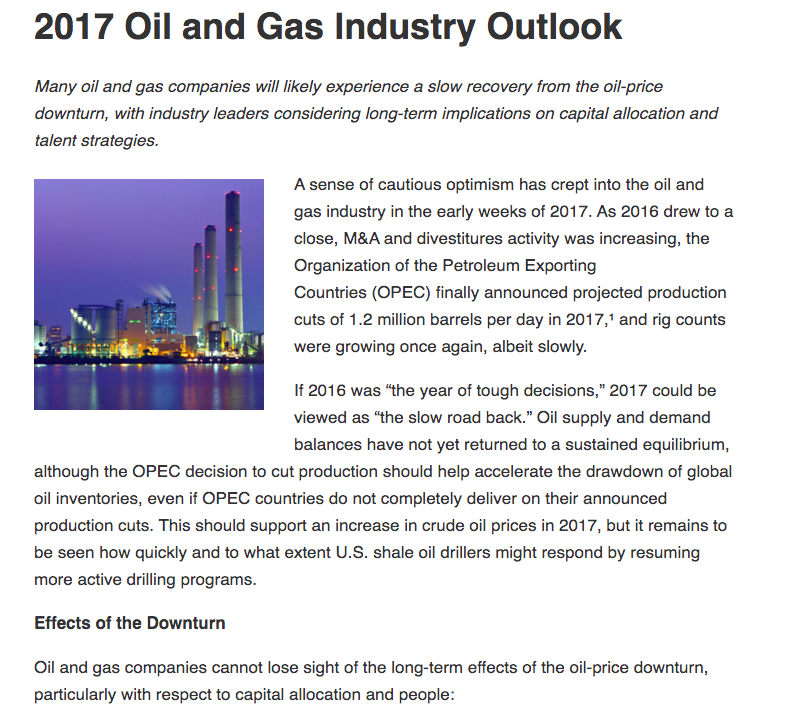 2017 Oil and Gas Industry Outlook
Many oil and gas companies will likely experience a slow recovery from the oil-price
downturn, with industry leaders considering long-term implications on capital allocation and
talent strategies.
A sense of cautious optimism has crept into the oil and
gas industry in the early weeks of 2017. As 2016 drew to a
close, M&A and divestitures activity was increasing, the
Organization of the Petroleum Exporting
Countries (OPEC) finally announced projected production
cuts of 1.2 million barrels per day in 2017,¹ and rig counts
were growing once again, albeit slowly.
If 2016 was “the year of tough decisions,” 2017 could be
viewed as “the slow road back.” Oil supply and demand
balances have not yet returned to a sustained equilibrium,
although the OPEC decision to cut production should help accelerate the drawdown of global
oil inventories, even if OPEC countries do not completely deliver on their announced
production cuts. This should support an increase in crude oil prices in 2017, but it remains to
be seen how quickly and to what extent U.S. shale oil drillers might respond by resuming
more active drilling programs.
Effects of the Downturn
Oil and gas companies cannot lose sight of the long-term effects of the oil-price downturn,
particularly with respect to capital allocation and people: